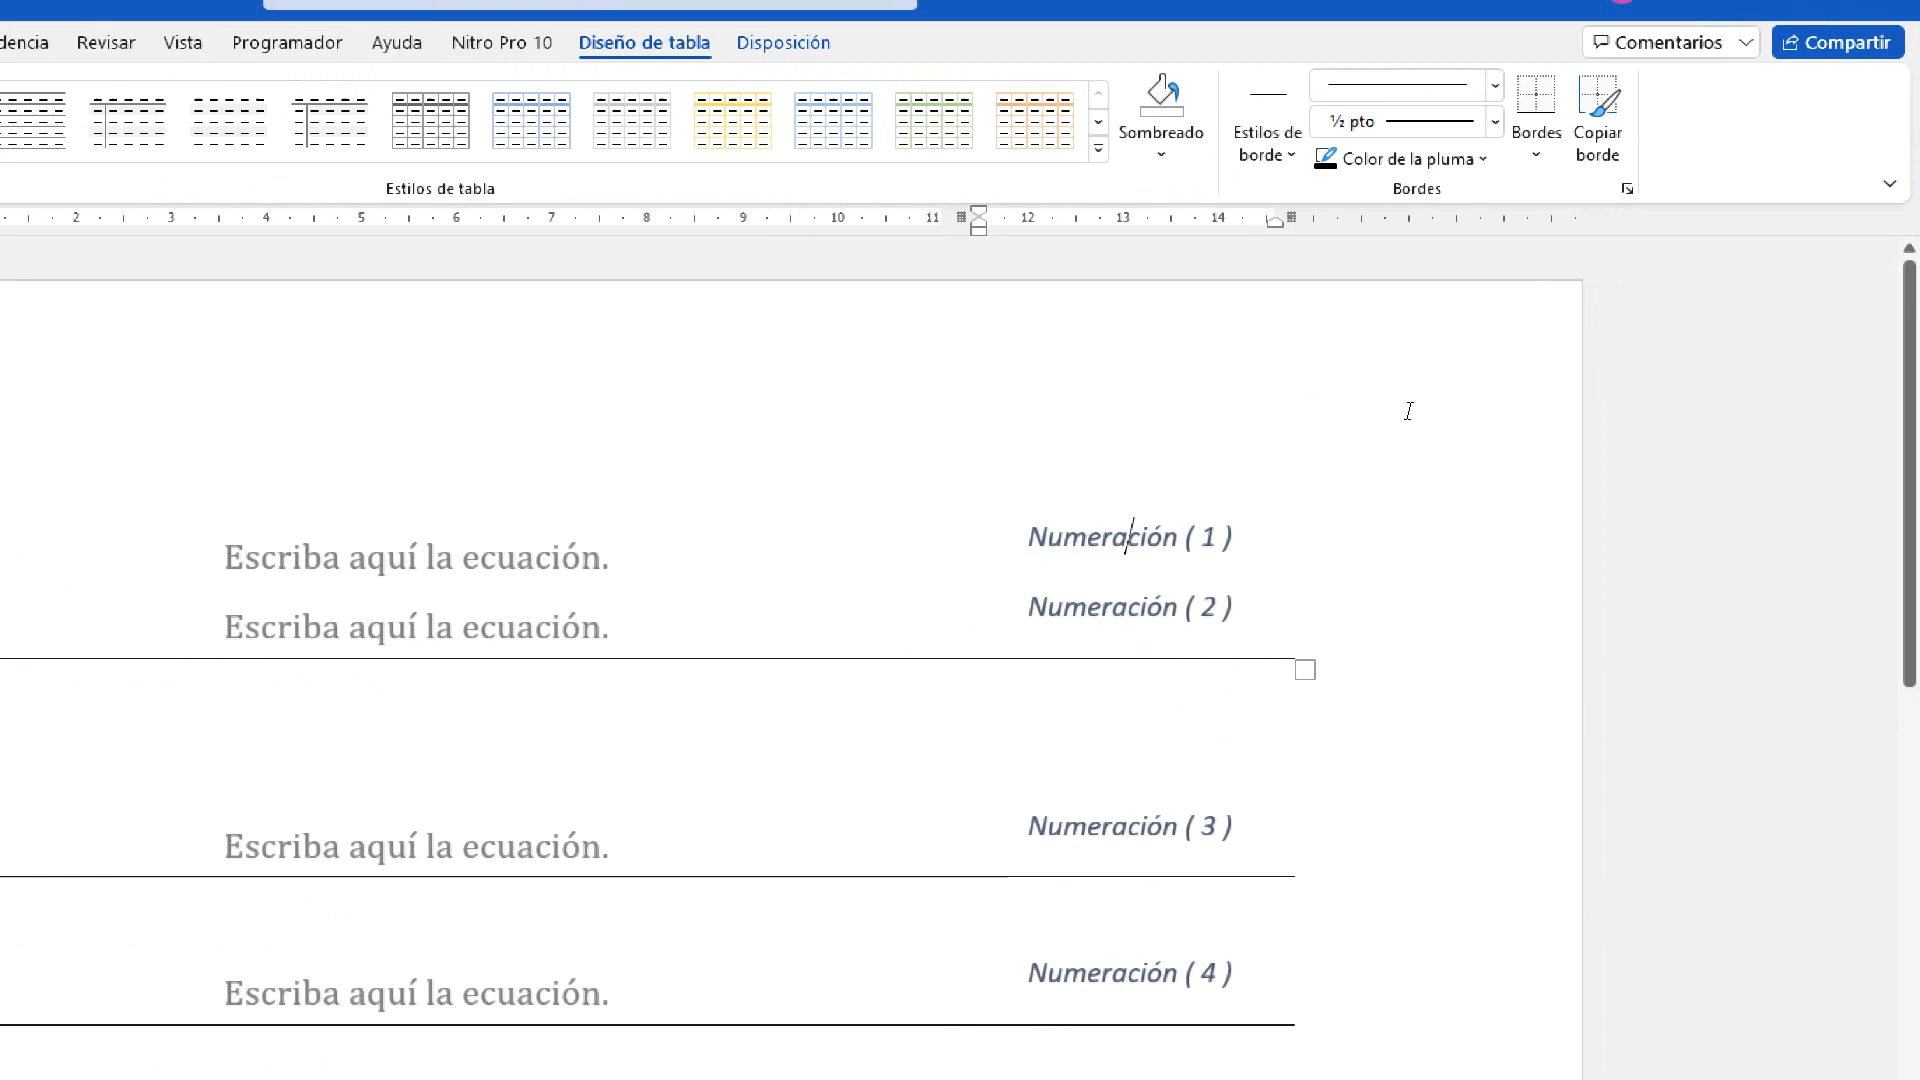 dencia Revisar Vista Programador Ayuda Nitro Pro 10 Diseño de tabla Disposición Comentarios Compartir
Sombreado
Estilos de borde
½ pto
Color de la pluma
Bordes
Copiar borde
Estilos de tabla
Bordes
2 3 4 5 6 7 8 9 10 11 12 13 14
Escriba aquí la ecuación. Numeración ( 1 )
Escriba aquí la ecuación. Numeración ( 2 )
Escriba aquí la ecuación. Numeración ( 3 )
Escriba aquí la ecuación. Numeración ( 4 )